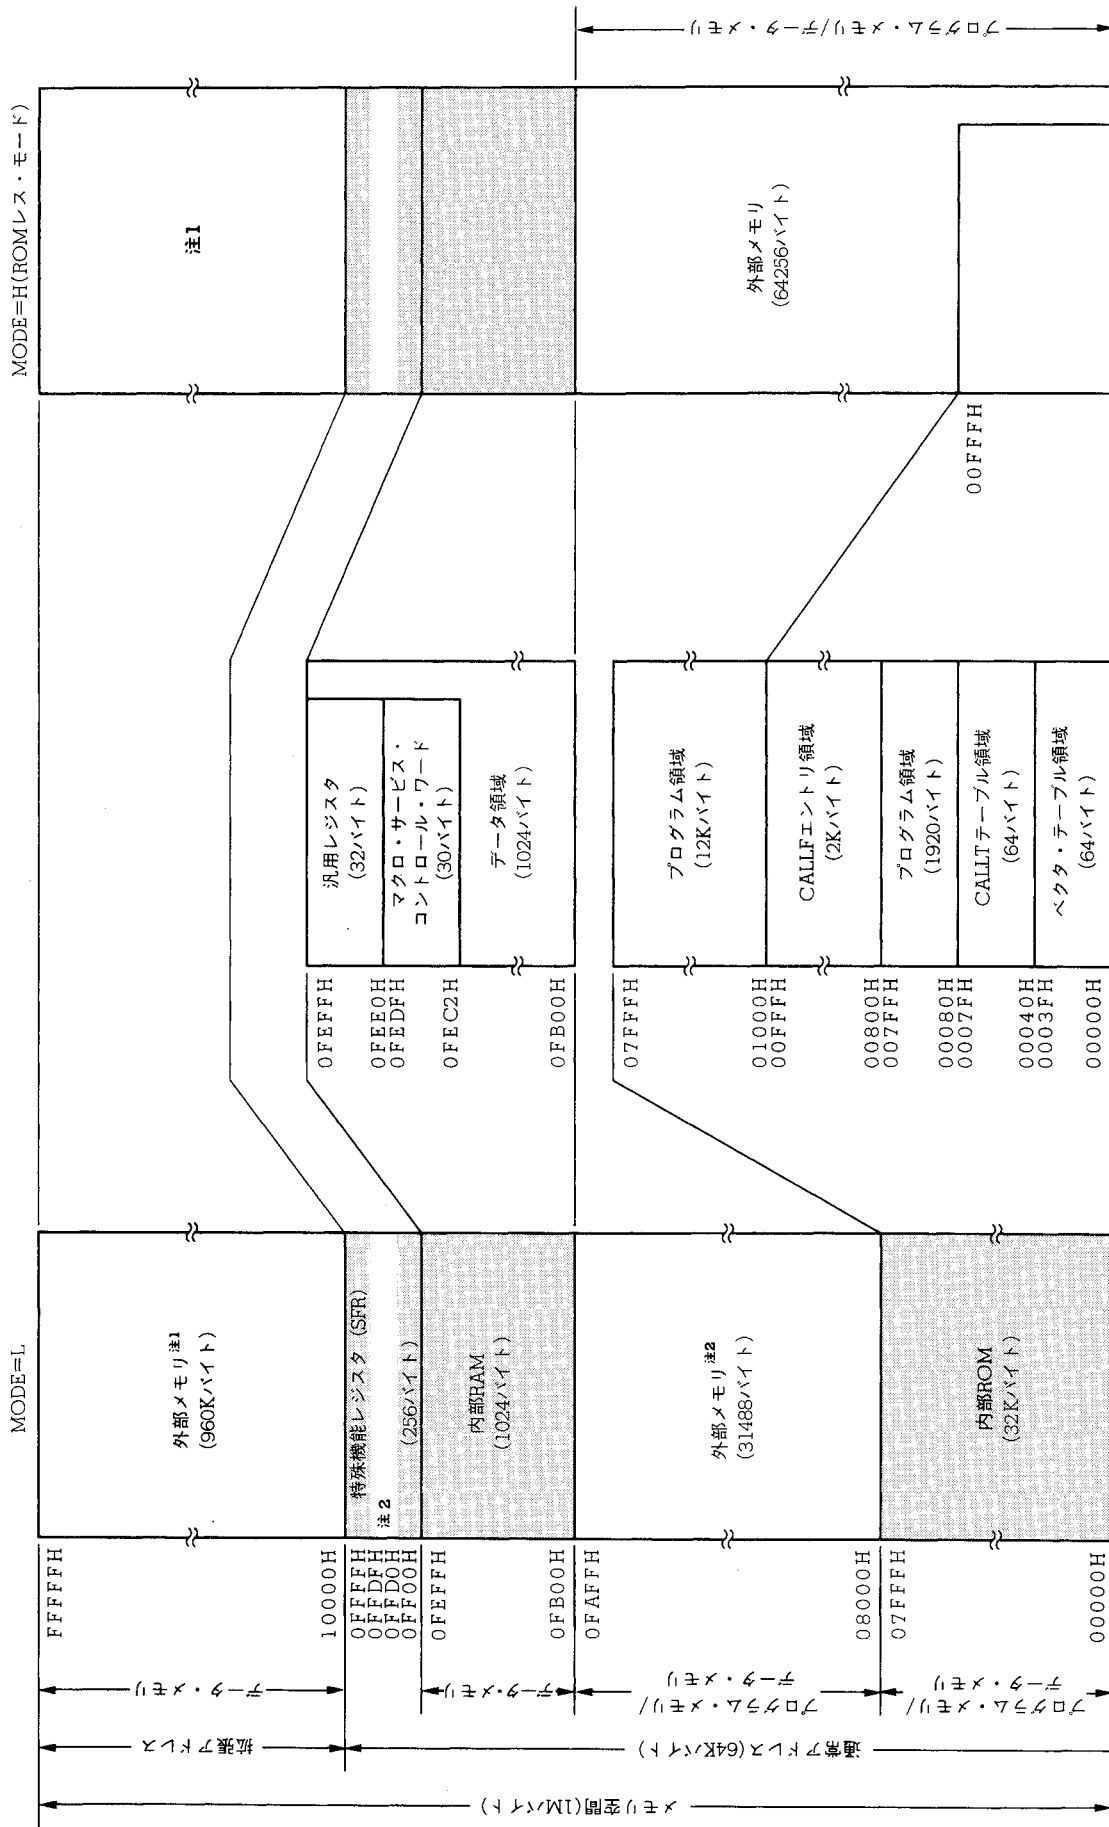 MODE=L
MODE=H(ROMレス・モード)
メモリ空間(1Mバイト)
拡張アドレス
通常アドレス(64Kバイト)
データ・メモリ
データ・メモリ
プログラム・メモリ/
データ・メモリ
プログラム・メモリ/
データ・メモリ
FFFFFH
10000H
0FFFFH
0FFDFH
0FFD0H
0FF00H
0FEFFH
0FB00H
0FAFFH
08000H
07FFFH
00000H
外部メモリ注1
(960Kバイト)
特殊機能レジスタ (SFR)
注2
(256バイト)
内部RAM
(1024バイト)
外部メモリ注2
(31488バイト)
内部ROM
(32Kバイト)
0FEFFH
0FEE0H
0FEDFH
0FEC2H
0FB00H
汎用レジスタ
(32バイト)
マクロ・サービス・
コントロール・ワード
(30バイト)
データ領域
(1024バイト)
07FFFH
01000H
00FFFH
00800H
007FFH
00080H
0007FH
00040H
0003FH
00000H
プログラム領域
(12Kバイト)
CALLFエントリ領域
(2Kバイト)
プログラム領域
(1920バイト)
CALLTテーブル領域
(64バイト)
ベクタ・テーブル領域
(64バイト)
注1
外部メモリ
(64256バイト)
00FFFH
プログラム・メモリ/データ・メモリ